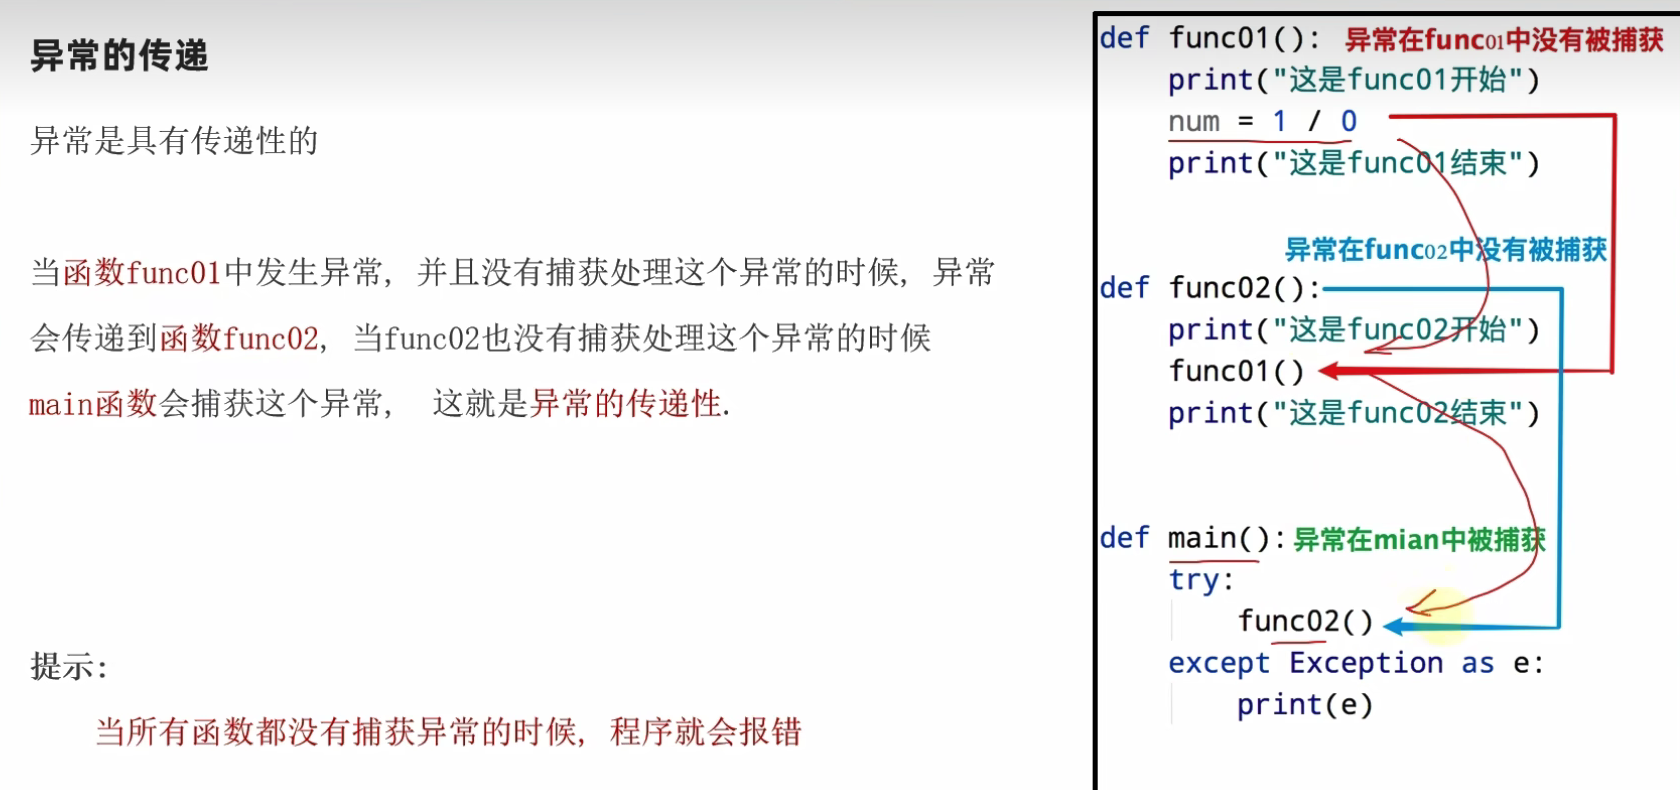 异常的传递
异常是具有传递性的
当函数func01中发生异常, 并且没有捕获处理这个异常的时候, 异常
会传递到函数func02, 当func02也没有捕获处理这个异常的时候
main函数会捕获这个异常, 这就是异常的传递性.
提示:
当所有函数都没有捕获异常的时候, 程序就会报错
def func01(): 异常在func01中没有被捕获
print("这是func01开始")
num = 1 / 0
print("这是func01结束")
异常在func02中没有被捕获
def func02():
print("这是func02开始")
func01()
print("这是func02结束")
def main(): 异常在mian中被捕获
try:
func02()
except Exception as e:
print(e)